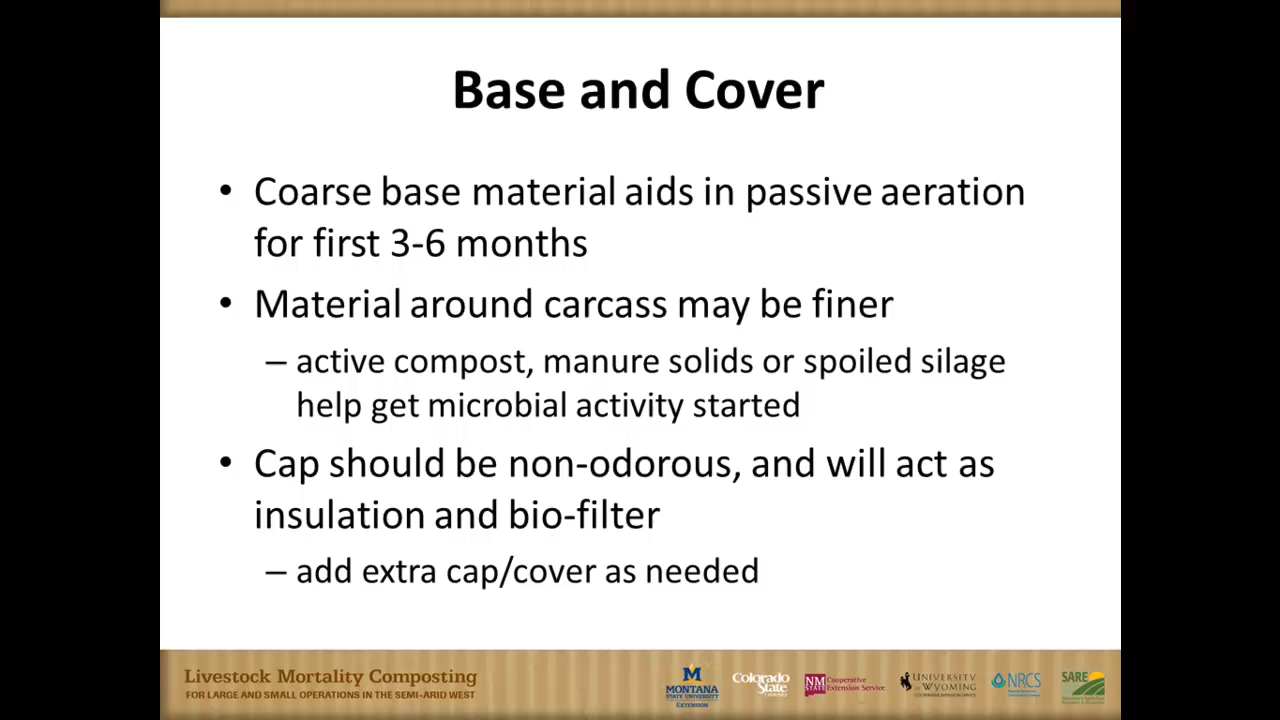 Base and Cover
• Coarse base material aids in passive aeration
for first 3-6 months
• Material around carcass may be finer
– active compost, manure solids or spoiled silage
help get microbial activity started
• Cap should be non-odorous, and will act as
insulation and bio-filter
– add extra cap/cover as needed
Livestock Mortality Composting
FOR LARGE AND SMALL OPERATIONS IN THE SEMI-ARID WEST
M
MONTANA
STATE UNIVERSITY
EXTENSION
Colorado
State
NM
STATE
Cooperative
Extension Service
UNIVERSITY
OF WYOMING
NRCS
SARE